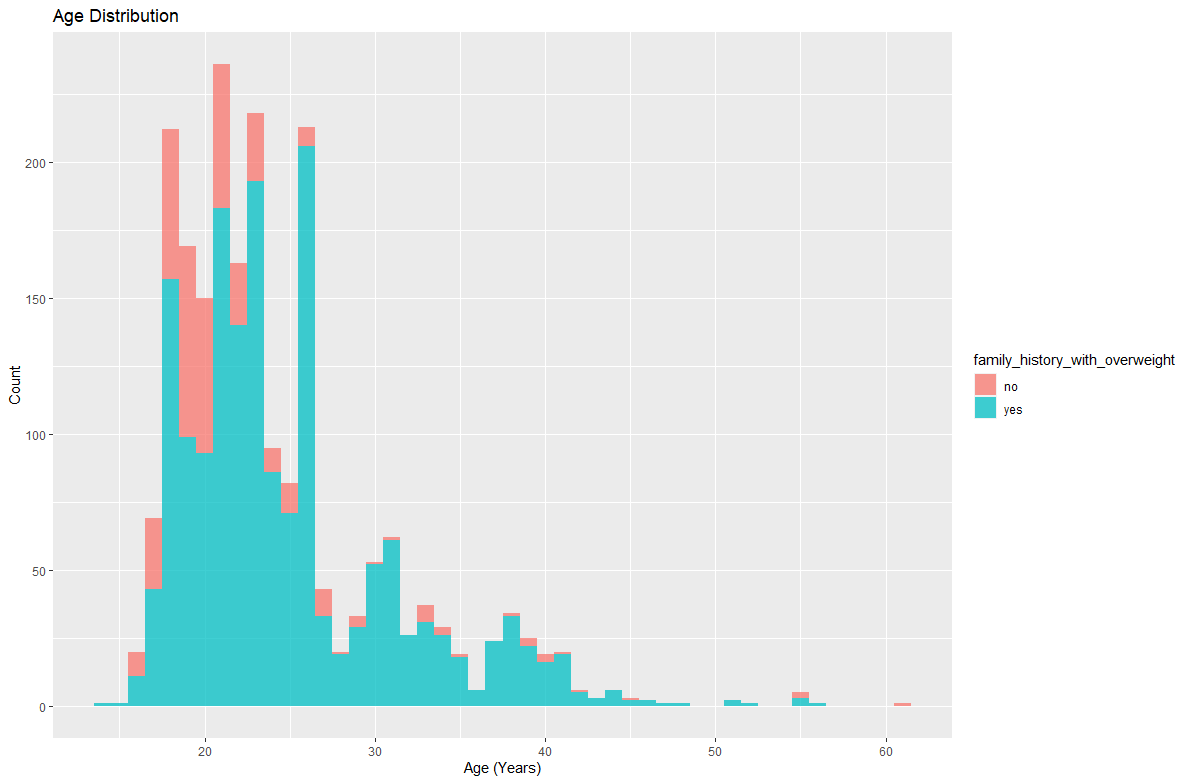 Age Distribution
200
150
100
50
0
Count
20 30 40 50 60
Age (Years)
family_history_with_overweight
no
yes